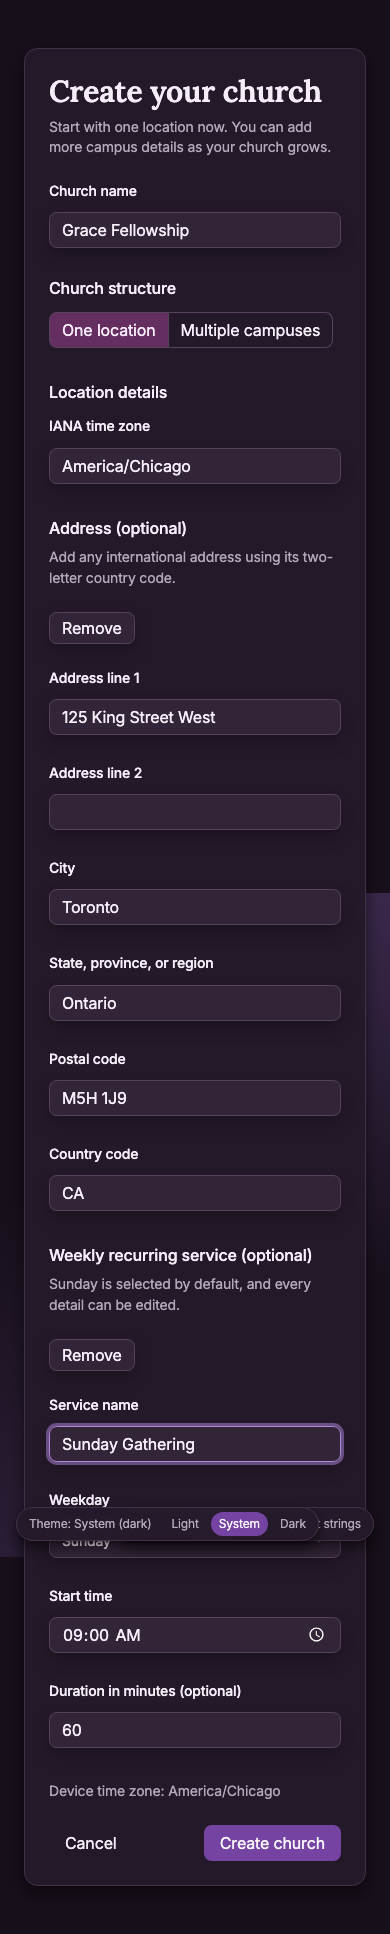 Create your church
Start with one location now. You can add
more campus details as your church grows.
Church name
Grace Fellowship
Church structure
One location
Multiple campuses
Location details
IANA time zone
America/Chicago
Address (optional)
Add any international address using its two-
letter country code.
Remove
Address line 1
125 King Street West
Address line 2
City
Toronto
State, province, or region
Ontario
Postal code
M5H 1J9
Country code
CA
Weekly recurring service (optional)
Sunday is selected by default, and every
detail can be edited.
Remove
Service name
Sunday Gathering
Weekday
Theme: System (dark)
Light
System
Dark
strings
Sunday
Start time
09:00 AM
Duration in minutes (optional)
60
Device time zone: America/Chicago
Cancel
Create church